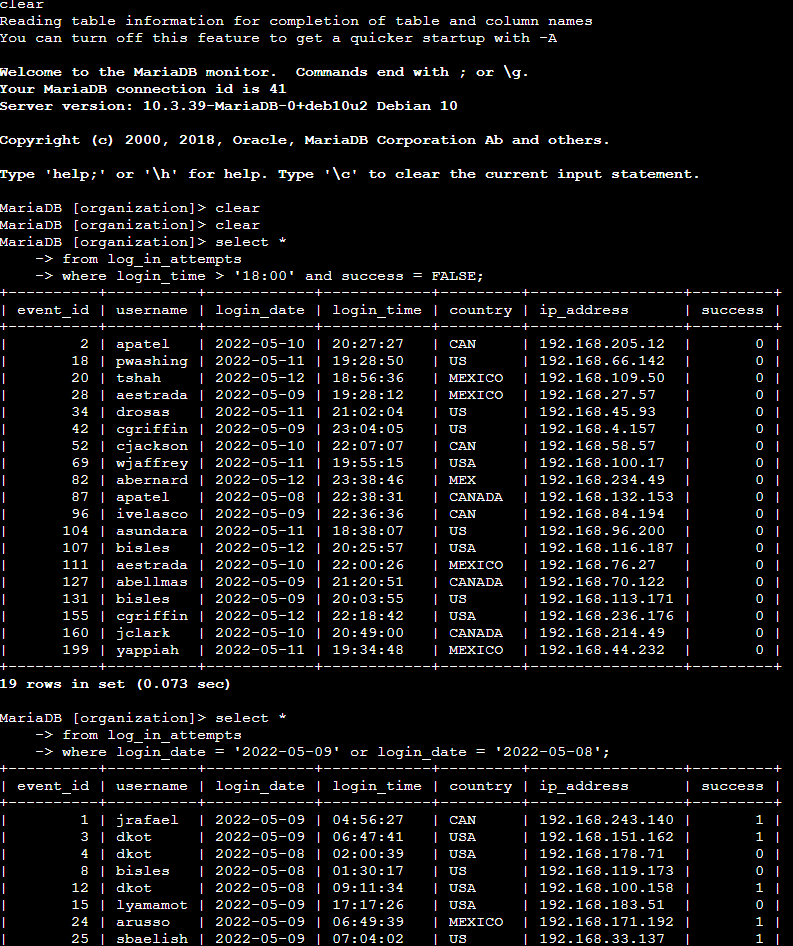 clear
Reading table information for completion of table and column names
You can turn off this feature to get a quicker startup with -A
Welcome to the MariaDB monitor.  Commands end with ; or \g.
Your MariaDB connection id is 41
Server version: 10.3.39-MariaDB-0+deb10u2 Debian 10
Copyright (c) 2000, 2018, Oracle, MariaDB Corporation Ab and others.
Type 'help;' or '\h' for help. Type '\c' to clear the current input statement.
MariaDB [organization]> clear
MariaDB [organization]> clear
MariaDB [organization]> select *
    -> from log_in_attempts
    -> where login_time > '18:00' and success = FALSE;
+----------+----------+------------+------------+---------+-----------------+---------+
| event_id | username | login_date | login_time | country | ip_address      | success |
+----------+----------+------------+------------+---------+-----------------+---------+
|        2 | apatel   | 2022-05-10 | 20:27:27   | CAN     | 192.168.205.12  |       0 |
|       18 | pwashing | 2022-05-11 | 19:28:50   | US      | 192.168.66.142  |       0 |
|       20 | tshah    | 2022-05-12 | 18:56:36   | MEXICO  | 192.168.109.50  |       0 |
|       28 | aestrada | 2022-05-09 | 19:28:12   | MEXICO  | 192.168.27.57   |       0 |
|       34 | drosas   | 2022-05-11 | 21:02:04   | US      | 192.168.45.93   |       0 |
|       42 | cgriffin | 2022-05-09 | 23:04:05   | US      | 192.168.4.157   |       0 |
|       52 | cjackson | 2022-05-10 | 22:07:07   | CAN     | 192.168.58.57   |       0 |
|       69 | wjaffrey | 2022-05-11 | 19:55:15   | USA     | 192.168.100.17  |       0 |
|       82 | abernard | 2022-05-12 | 23:38:46   | MEX     | 192.168.234.49  |       0 |
|       87 | apatel   | 2022-05-08 | 22:38:31   | CANADA  | 192.168.132.153 |       0 |
|       96 | ivelasco | 2022-05-09 | 22:36:36   | CAN     | 192.168.84.194  |       0 |
|      104 | asundara | 2022-05-11 | 18:38:07   | US      | 192.168.96.200  |       0 |
|      107 | bisles   | 2022-05-12 | 20:25:57   | USA     | 192.168.116.187 |       0 |
|      111 | aestrada | 2022-05-10 | 22:00:26   | MEXICO  | 192.168.76.27   |       0 |
|      127 | abellmas | 2022-05-09 | 21:20:51   | CANADA  | 192.168.70.122  |       0 |
|      131 | bisles   | 2022-05-09 | 20:03:55   | US      | 192.168.113.171 |       0 |
|      155 | cgriffin | 2022-05-12 | 22:18:42   | USA     | 192.168.236.176 |       0 |
|      160 | jclark   | 2022-05-10 | 20:49:00   | CANADA  | 192.168.214.49  |       0 |
|      199 | yappiah  | 2022-05-11 | 19:34:48   | MEXICO  | 192.168.44.232  |       0 |
+----------+----------+------------+------------+---------+-----------------+---------+
19 rows in set (0.073 sec)
MariaDB [organization]> select *
    -> from log_in_attempts
    -> where login_date = '2022-05-09' or login_date = '2022-05-08';
+----------+----------+------------+------------+---------+-----------------+---------+
| event_id | username | login_date | login_time | country | ip_address      | success |
+----------+----------+------------+------------+---------+-----------------+---------+
|        1 | jrafael  | 2022-05-09 | 04:56:27   | CAN     | 192.168.243.140 |       1 |
|        3 | dkot     | 2022-05-09 | 06:47:41   | USA     | 192.168.151.162 |       1 |
|        4 | dkot     | 2022-05-08 | 02:00:39   | USA     | 192.168.178.71  |       0 |
|        8 | bisles   | 2022-05-08 | 01:30:17   | US      | 192.168.119.173 |       0 |
|       12 | dkot     | 2022-05-08 | 09:11:34   | USA     | 192.168.100.158 |       1 |
|       15 | lyamamot | 2022-05-09 | 17:17:26   | USA     | 192.168.183.51  |       0 |
|       24 | arusso   | 2022-05-09 | 06:49:39   | MEXICO  | 192.168.171.192 |       1 |
|       25 | sbaelish | 2022-05-09 | 07:04:02   | US      | 192.168.33.137  |       1 |